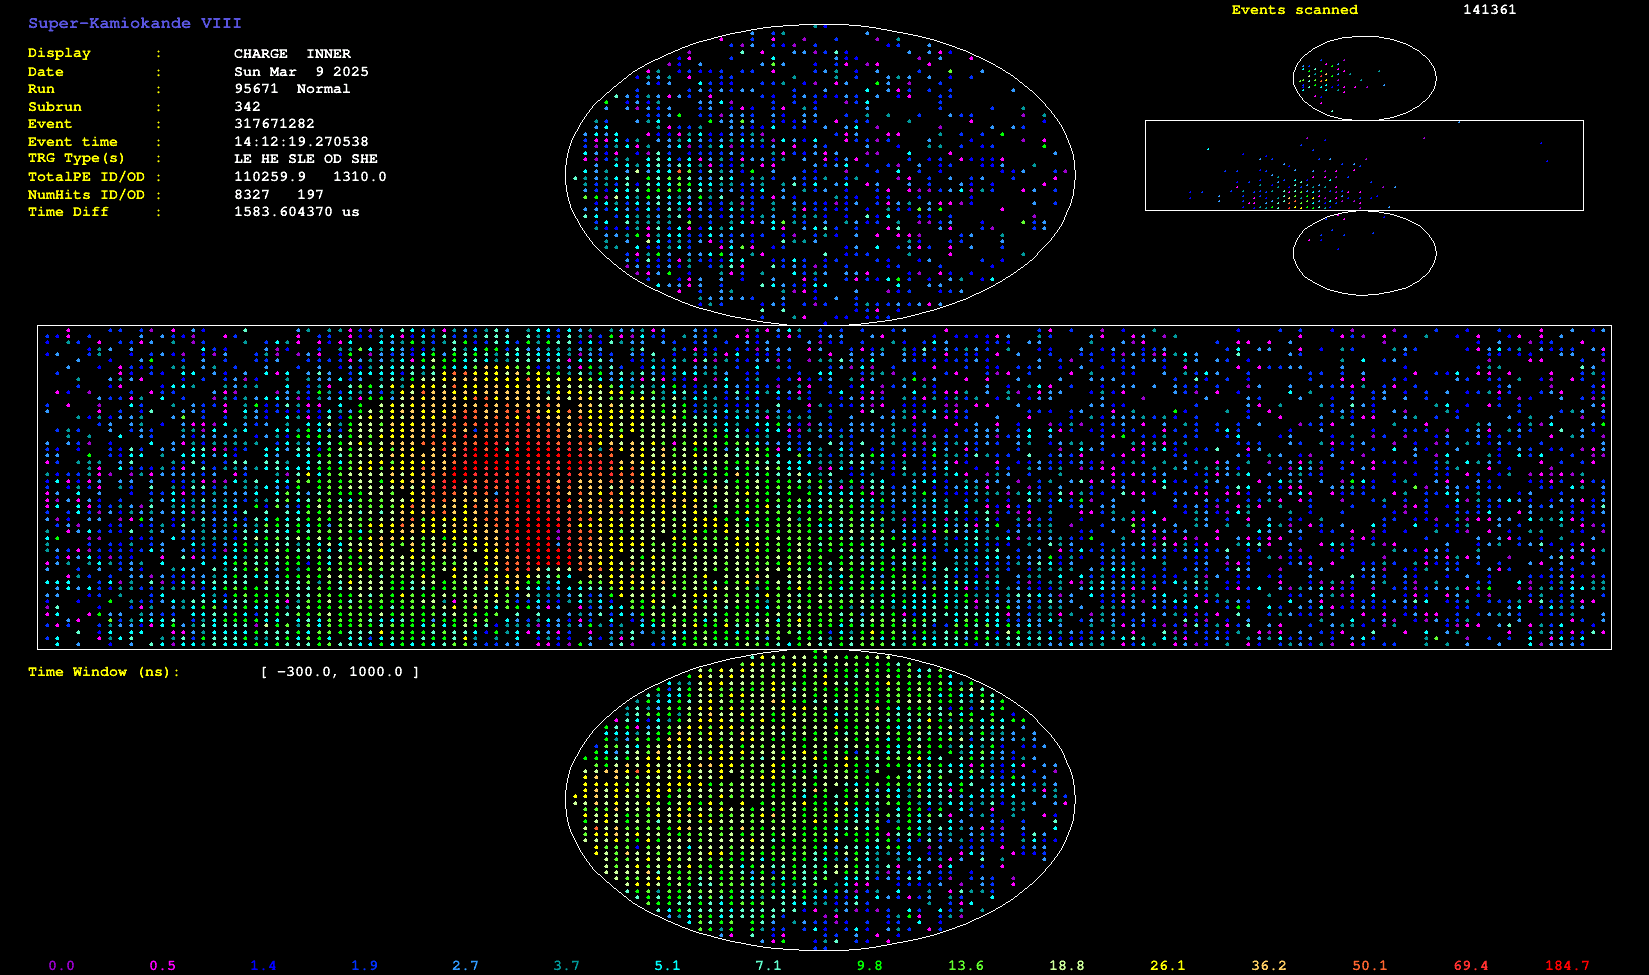 Super-Kamiokande VIII
Events scanned 141361
Display : CHARGE INNER
Date : Sun Mar 9 2025
Run : 95671 Normal
Subrun : 342
Event : 317671282
Event time : 14:12:19.270538
TRG Type(s) : LE HE SLE OD SHE
TotalPE ID/OD : 110259.9 1310.0
NumHits ID/OD : 8327 197
Time Diff : 1583.604370 us
Time Window (ns): [ -300.0, 1000.0 ]
0.0 0.5 1.4 1.9 2.7 3.7 5.1 7.1 9.8 13.6 18.8 26.1 36.2 50.1 69.4 184.7